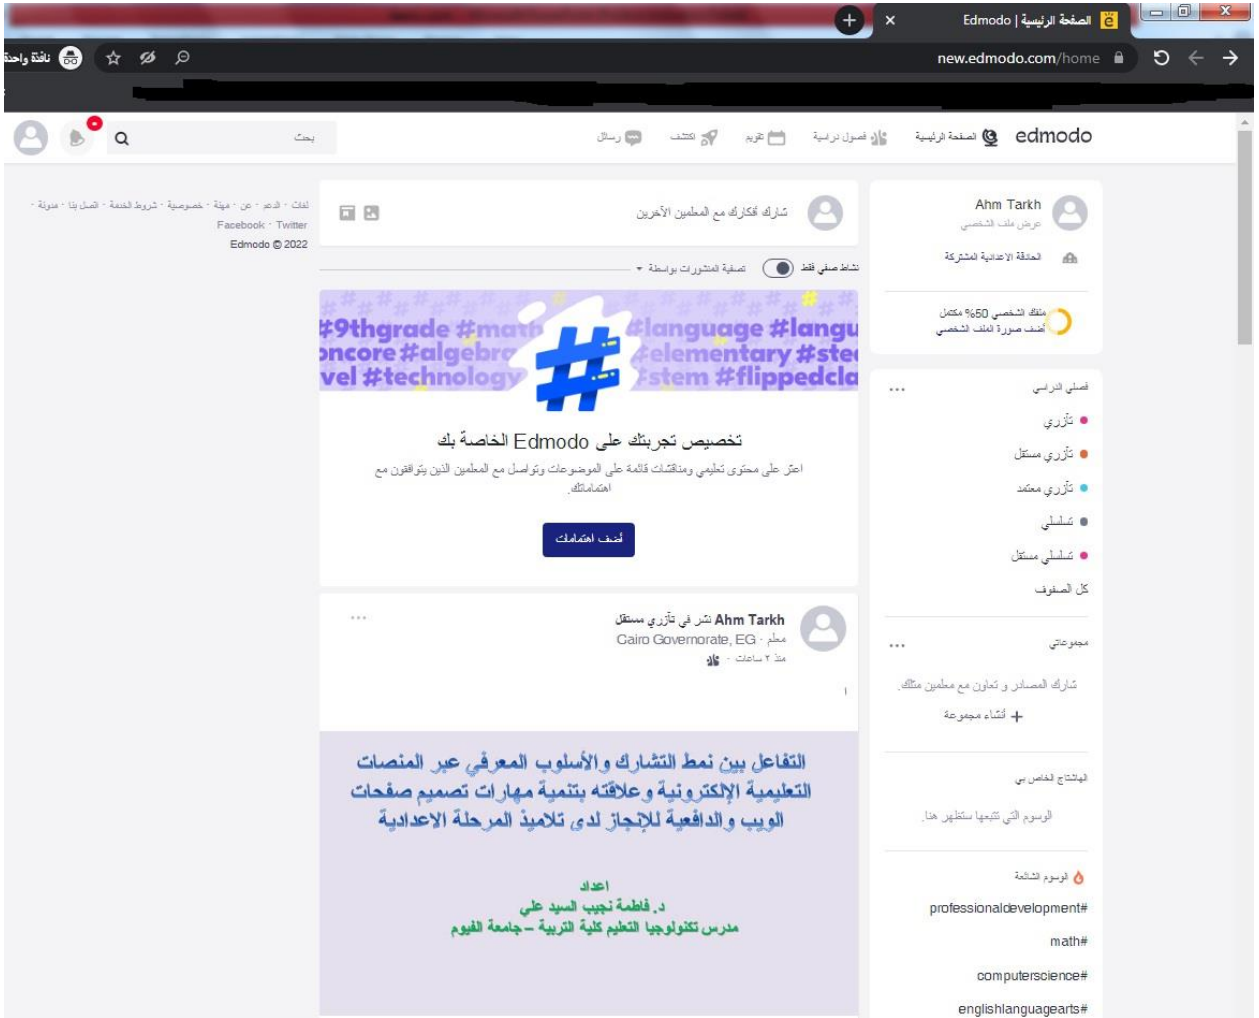 الصفحة الرئيسية | Edmodo
new.edmodo.com/home
نافذة واحدة
edmodo
الصفحة الرئيسية
فصول دراسية
تقويم
اكتشف
رسائل
بحث
Ahm Tarkh
عرض ملف الشخصي
الحادقة الاعدادية المشتركة
ملفك الشخصي 50% مكتمل
أضف صورة الملف الشخصي
فصلي الدراسي
تآزري
تآزري مستقل
تآزري معتمد
تسلسلي
تسلسلي مستقل
كل الصفوف
مجموعاتي
شارك المصادر و تعاون مع معلمين مثلك.
+ أنشاء مجموعة
الهاشتاج الخاص بي
الوسوم التي تتبعها ستظهر هنا.
الوسوم الشائعة
professionaldevelopment#
math#
computerscience#
englishlanguagearts#
شارك أفكارك مع المعلمين الآخرين
نشاط صفي فقط
تصفية المنشورات بواسطة
#9thgrade #math #language #langu
oncore #algebra #elementary #ste
vel #technology #stem #flippedcla
تخصيص تجربتك على Edmodo الخاصة بك
اعثر على محتوى تعليمي ومناقشات قائمة على الموضوعات وتواصل مع المعلمين الذين يتوافقون مع
اهتماماتك.
أضف اهتمامات
Ahm Tarkh نشر في تآزري مستقل
معلم · Cairo Governorate, EG
منذ ٢ ساعات ·
ا
التفاعل بين نمط التشارك والأسلوب المعرفي عبر المنصات
التعليمية الإلكترونية وعلاقته بتنمية مهارات تصميم صفحات
الويب والدافعية للإنجاز لدى تلاميذ المرحلة الاعدادية
اعداد
د. فاطمة نجيب السيد علي
مدرس تكنولوجيا التعليم كلية التربية – جامعة الفيوم
لغات · الدعم · عن · مهنة · خصوصية · شروط الخدمة · اتصل بنا · مدونة ·
Facebook · Twitter
Edmodo © 2022